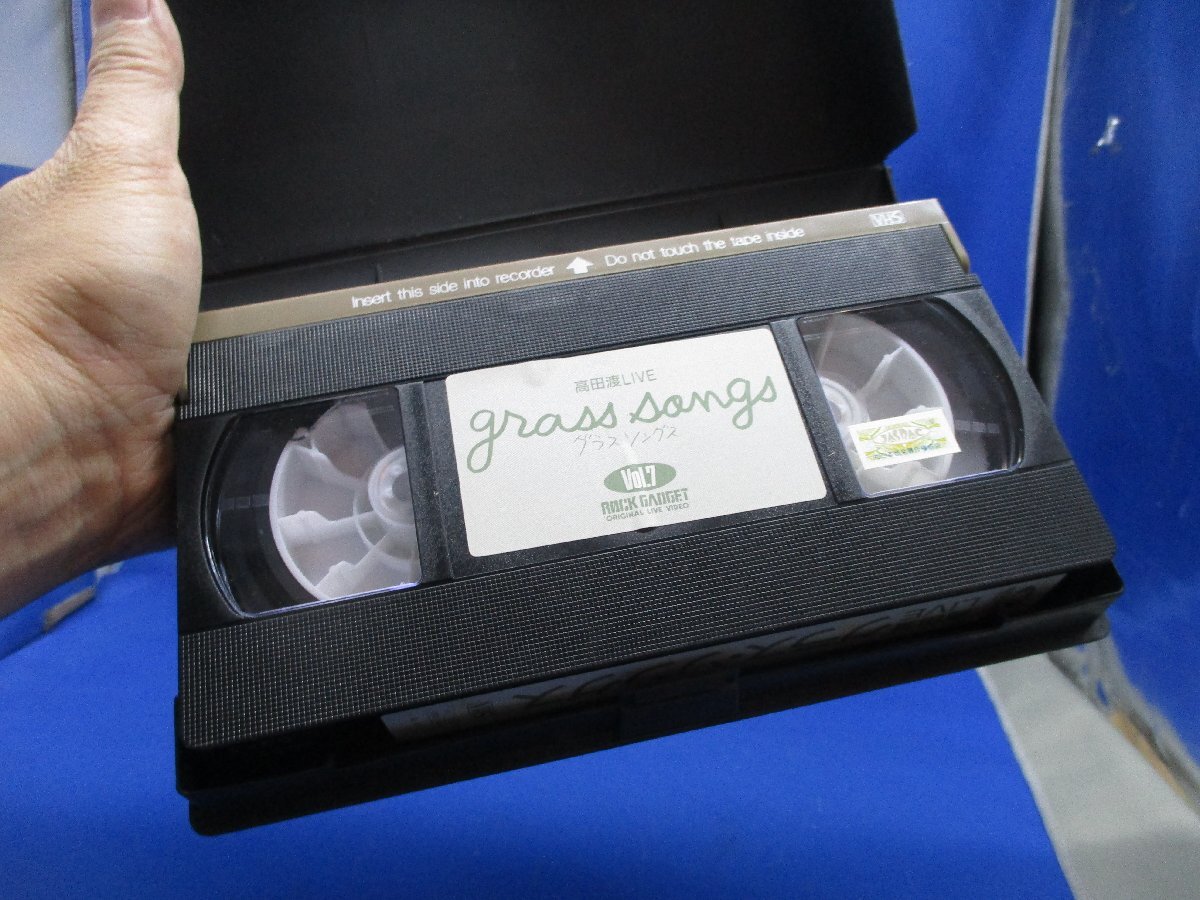 VHS
Insert this side into recorder Do not touch the tape inside
高田渡LIVE
grass songs
グラスソングス
Vol.7
ROCK GADGET
ORIGINAL LIVE VIDEO
JASRAC